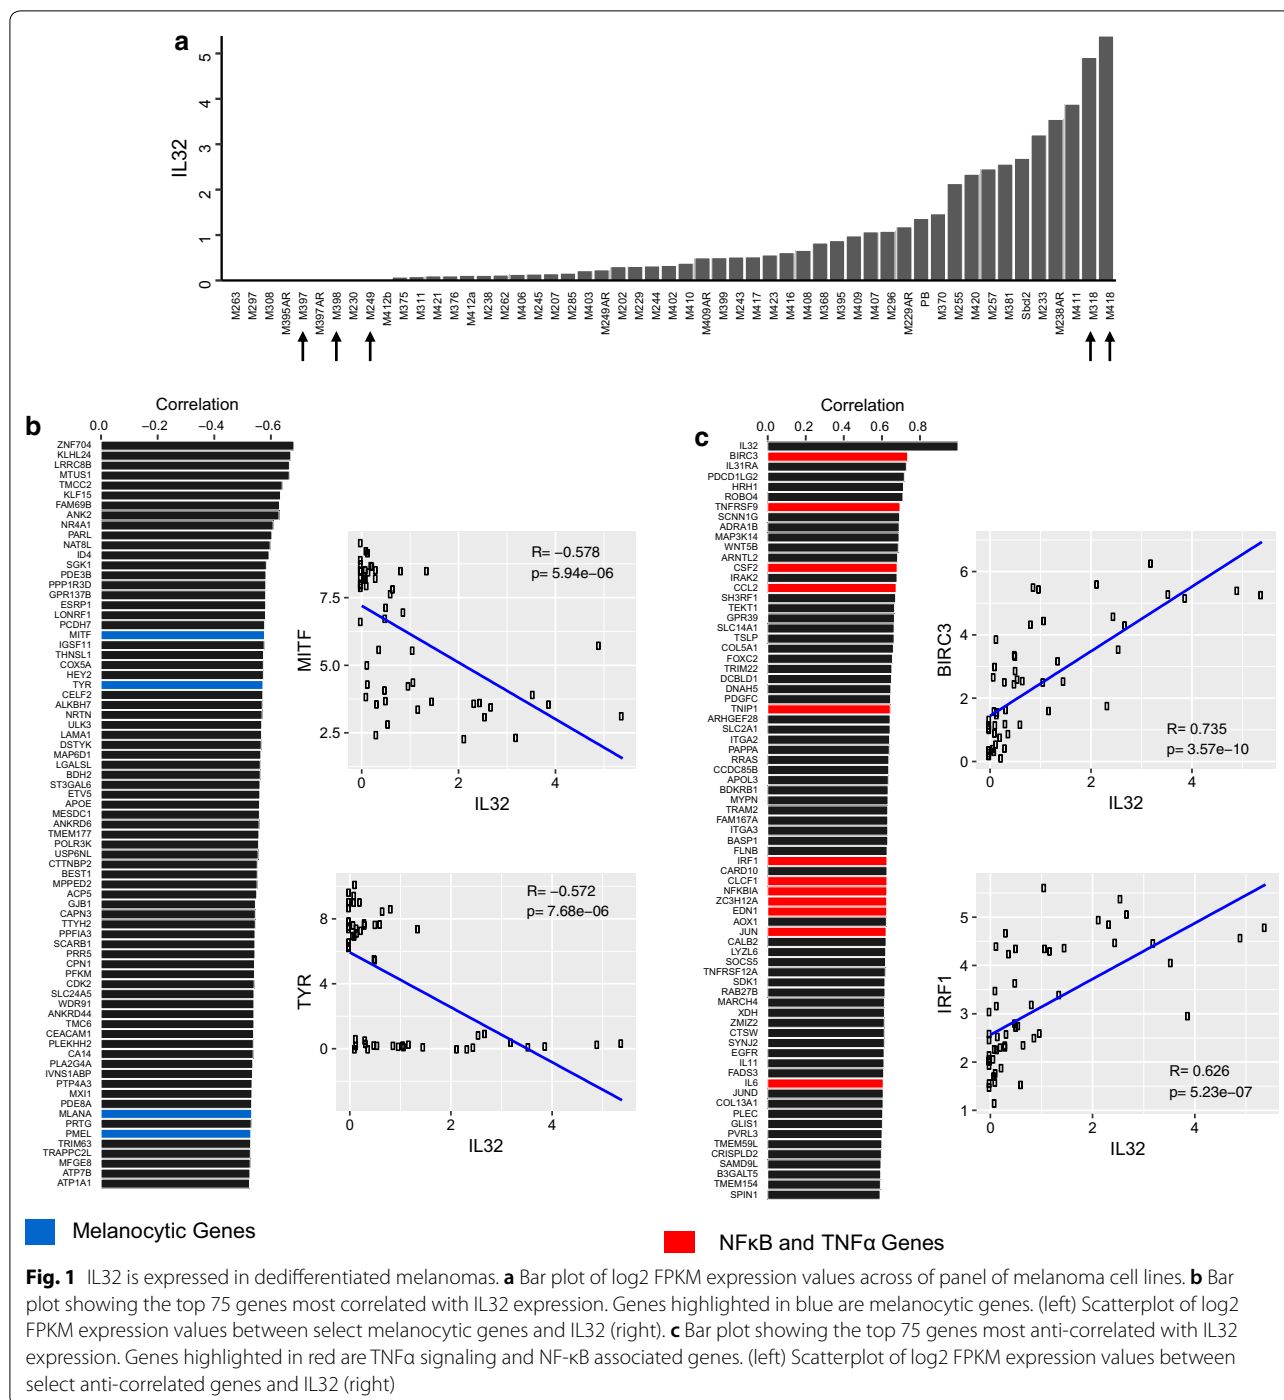 a
IL32
5
4
3
2
1
0
M263
M297
M308
M395AR
M397
M397AR
M398
M230
M249
M412b
M375
M311
M421
M376
M412a
M238
M262
M406
M245
M207
M285
M403
M249AR
M202
M229
M244
M402
M410
M409AR
M399
M243
M417
M423
M416
M408
M368
M395
M409
M407
M296
M229AR
PB
M370
M255
M420
M257
M381
Sbcl2
M233
M238AR
M411
M318
M418
b
Correlation
0.0 −0.2 −0.4 −0.6
ZNF704
KLHL24
LRRC8B
MTUS1
TMCC2
KLF15
FAM69B
ANK2
NR4A1
PARL
NAT8L
ID4
SGK1
PDE3B
PPP1R3D
GPR137B
ESRP1
LONRF1
PCDH7
MITF
IGSF11
THNSL1
COX5A
HEY2
TYR
CELF2
ALKBH7
NRTN
ULK3
LAMA1
DSTYK
MAP6D1
LGALSL
BDH2
ST3GAL6
ETV5
APOE
MESDC1
ANKRD6
TMEM177
POLR3K
USP6NL
CTTNBP2
BEST1
MPPED2
ACP5
GJB1
CAPN3
TTYH2
PPFIA3
SCARB1
PRR5
CPN1
PFKM
CDK2
SLC24A5
WDR91
ANKRD44
TMC6
CEACAM1
PLEKHH2
CA14
PLA2G4A
IVNS1ABP
PTP4A3
MXI1
PDE8A
MLANA
PRTG
PMEL
TRIM63
TRAPPC2L
MFGE8
ATP7B
ATP1A1
MITF
7.5
5.0
2.5
R= −0.578
p= 5.94e−06
0 2 4
IL32
TYR
8
4
0
R= −0.572
p= 7.68e−06
0 2 4
IL32
Melanocytic Genes
c
Correlation
0.0 0.2 0.4 0.6 0.8
IL32
BIRC3
IL31RA
PDCD1LG2
HRH1
ROBO4
TNFRSF9
SCNN1G
ADRA1B
MAP3K14
WNT5B
ARNTL2
CSF2
IRAK2
CCL2
SH3RF1
TEKT1
GPR39
SLC14A1
TSLP
COL5A1
FOXC2
TRIM22
DCBLD1
DNAH5
PDGFC
TNIP1
ARHGEF28
SLC2A1
ITGA2
PAPPA
RRAS
CCDC85B
APOL3
BDKRB1
MYPN
TRAM2
FAM167A
ITGA3
BASP1
FLNB
IRF1
CARD10
CLCF1
NFKBIA
ZC3H12A
EDN1
AOX1
JUN
CALB2
LYZL6
SOCS5
TNFRSF12A
SDK1
RAB27B
MARCH4
XDH
ZMIZ2
CTSW
SYNJ2
EGFR
IL11
FADS3
IL6
JUND
COL13A1
PLEC
GLIS1
PVRL3
TMEM59L
CRISPLD2
SAMD9L
B3GALT5
TMEM154
SPIN1
BIRC3
6
4
2
0
R= 0.735
p= 3.57e−10
0 2 4
IL32
IRF1
5
4
3
2
1
R= 0.626
p= 5.23e−07
0 2 4
IL32
NFκB and TNFα Genes
Fig. 1 IL32 is expressed in dedifferentiated melanomas. a Bar plot of log2 FPKM expression values across of panel of melanoma cell lines. b Bar
plot showing the top 75 genes most correlated with IL32 expression. Genes highlighted in blue are melanocytic genes. (left) Scatterplot of log2
FPKM expression values between select melanocytic genes and IL32 (right). c Bar plot showing the top 75 genes most anti-correlated with IL32
expression. Genes highlighted in red are TNFα signaling and NF-κB associated genes. (left) Scatterplot of log2 FPKM expression values between
select anti-correlated genes and IL32 (right)